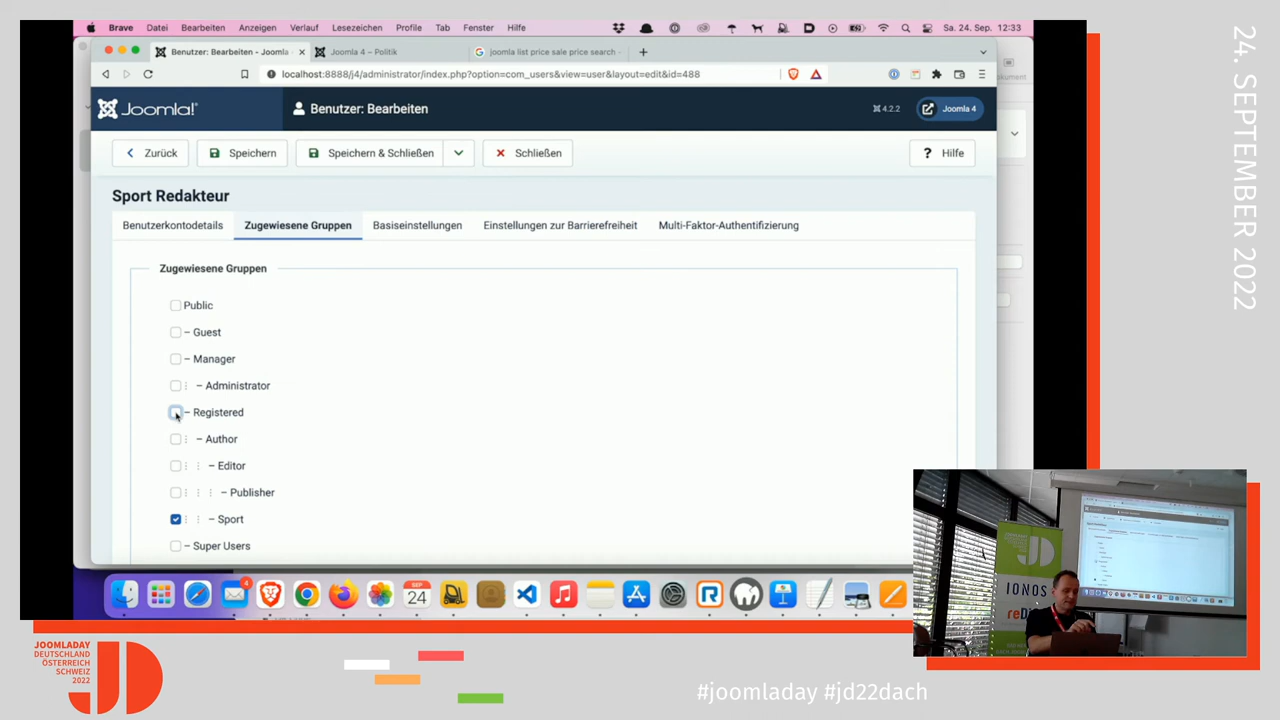 Brave Datei Bearbeiten Anzeigen Verlauf Lesezeichen Profile Tab Fenster Hilfe Sa. 24. Sep. 12:33
Benutzer: Bearbeiten - Joomla
Joomla 4 – Politik
joomla list price sale price search -
localhost:8888/j4/administrator/index.php?option=com_users&view=user&layout=edit&id=488
Joomla!
Benutzer: Bearbeiten
4.2.2
Joomla 4
Zurück
Speichern
Speichern & Schließen
Schließen
? Hilfe
Sport Redakteur
Benutzerkontodetails
Zugewiesene Gruppen
Basiseinstellungen
Einstellungen zur Barrierefreiheit
Multi-Faktor-Authentifizierung
Zugewiesene Gruppen
Public
– Guest
– Manager
– Administrator
– Registered
– Author
– Editor
– Publisher
– Sport
– Super Users
SEP
24
4
24. SEPTEMBER 2022
IONOS
JOOMLADAY
DEUTSCHLAND
ÖSTERREICH
SCHWEIZ
2022
#joomladay #jd22dach